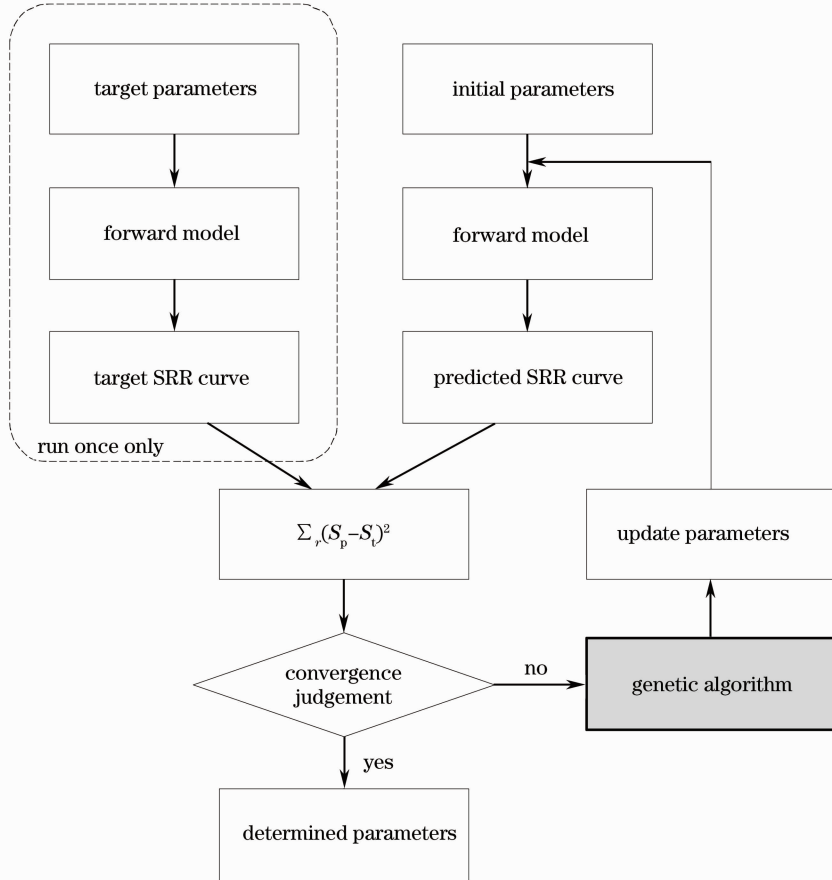 target parameters
initial parameters
forward model
forward model
target SRR curve
predicted SRR curve
run once only
Σr(Sp−St)²
update parameters
convergence
judgement
no
genetic algorithm
yes
determined parameters